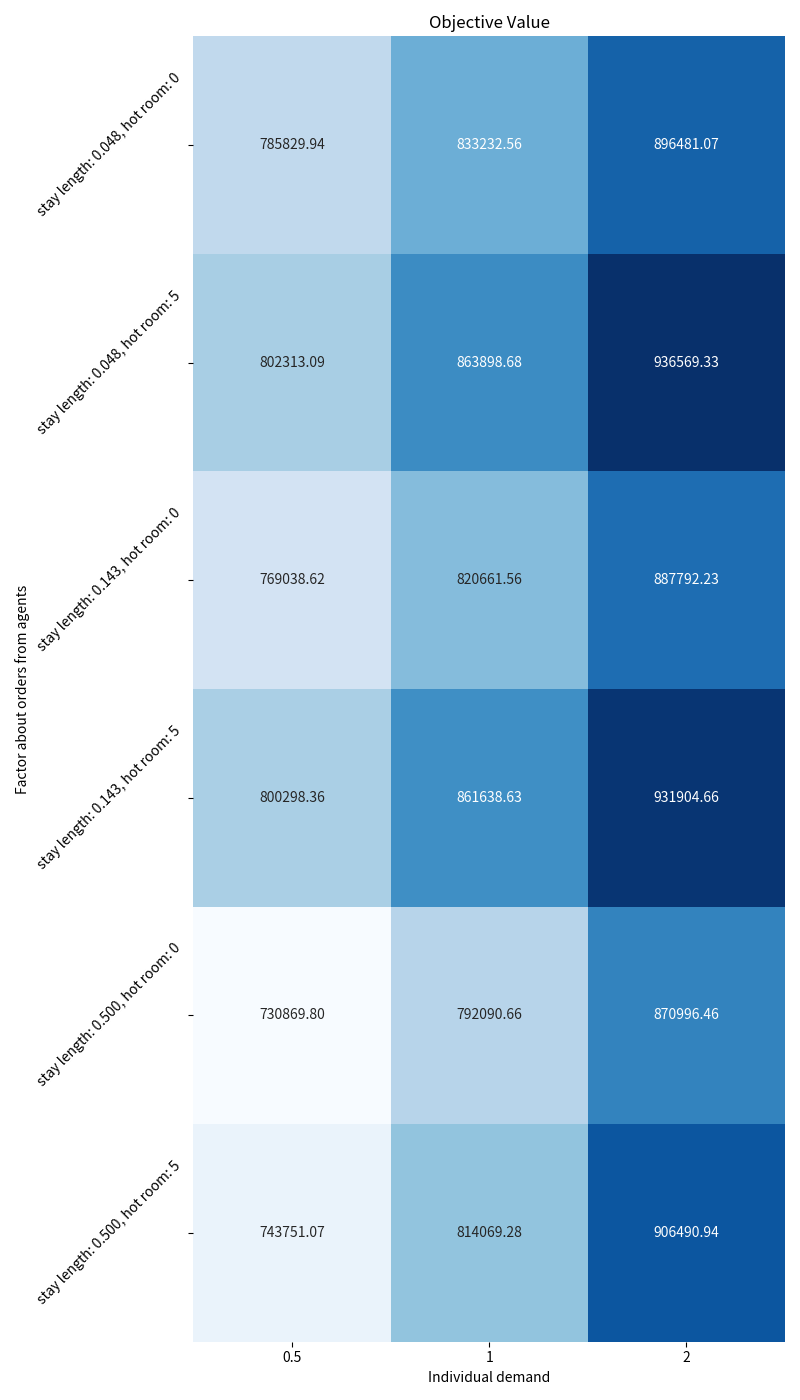 Objective Value
stay length: 0.048, hot room: 0
785829.94 833232.56 896481.07
stay length: 0.048, hot room: 5
802313.09 863898.68 936569.33
stay length: 0.143, hot room: 0
769038.62 820661.56 887792.23
stay length: 0.143, hot room: 5
800298.36 861638.63 931904.66
stay length: 0.500, hot room: 0
730869.80 792090.66 870996.46
stay length: 0.500, hot room: 5
743751.07 814069.28 906490.94
Factor about orders from agents
0.5 1 2
Individual demand